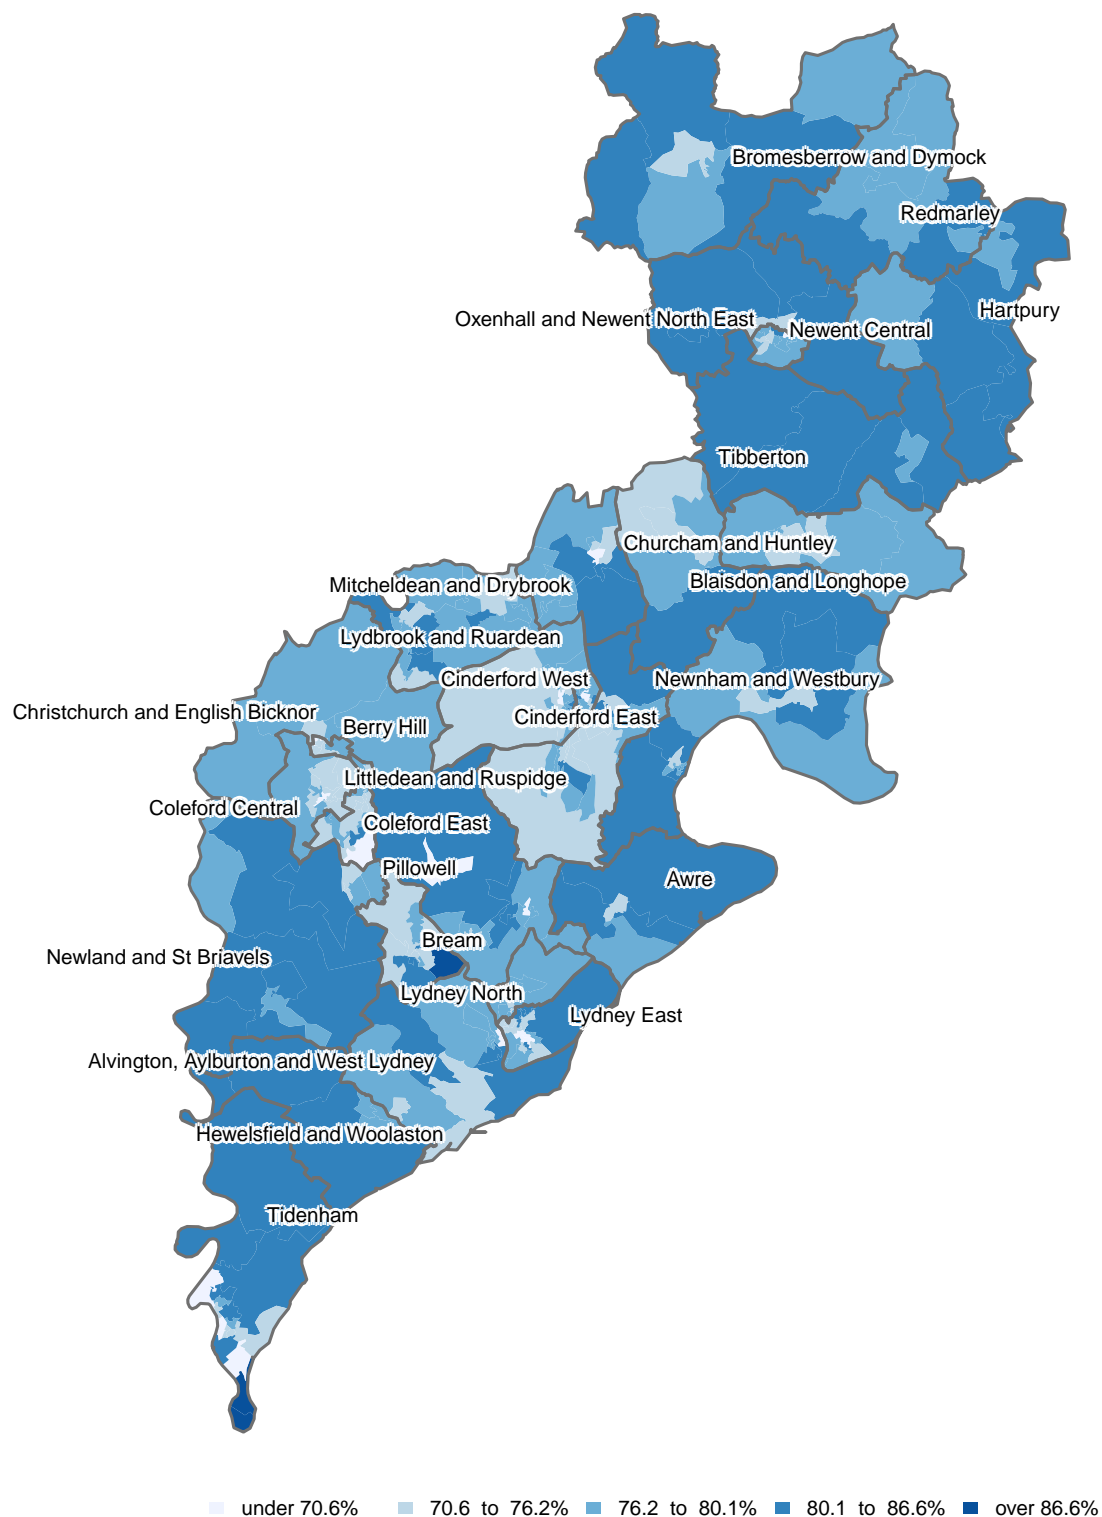 Bromesberrow and Dymock
Redmarley
Hartpury
Oxenhall and Newent North East
Newent Central
Tibberton
Churcham and Huntley
Blaisdon and Longhope
Mitcheldean and Drybrook
Lydbrook and Ruardean
Cinderford West
Newnham and Westbury
Christchurch and English Bicknor
Cinderford East
Berry Hill
Littledean and Ruspidge
Coleford Central
Coleford East
Pillowell
Awre
Bream
Newland and St Briavels
Lydney North
Lydney East
Alvington, Aylburton and West Lydney
Hewelsfield and Woolaston
Tidenham
under 70.6% 70.6 to 76.2% 76.2 to 80.1% 80.1 to 86.6% over 86.6%